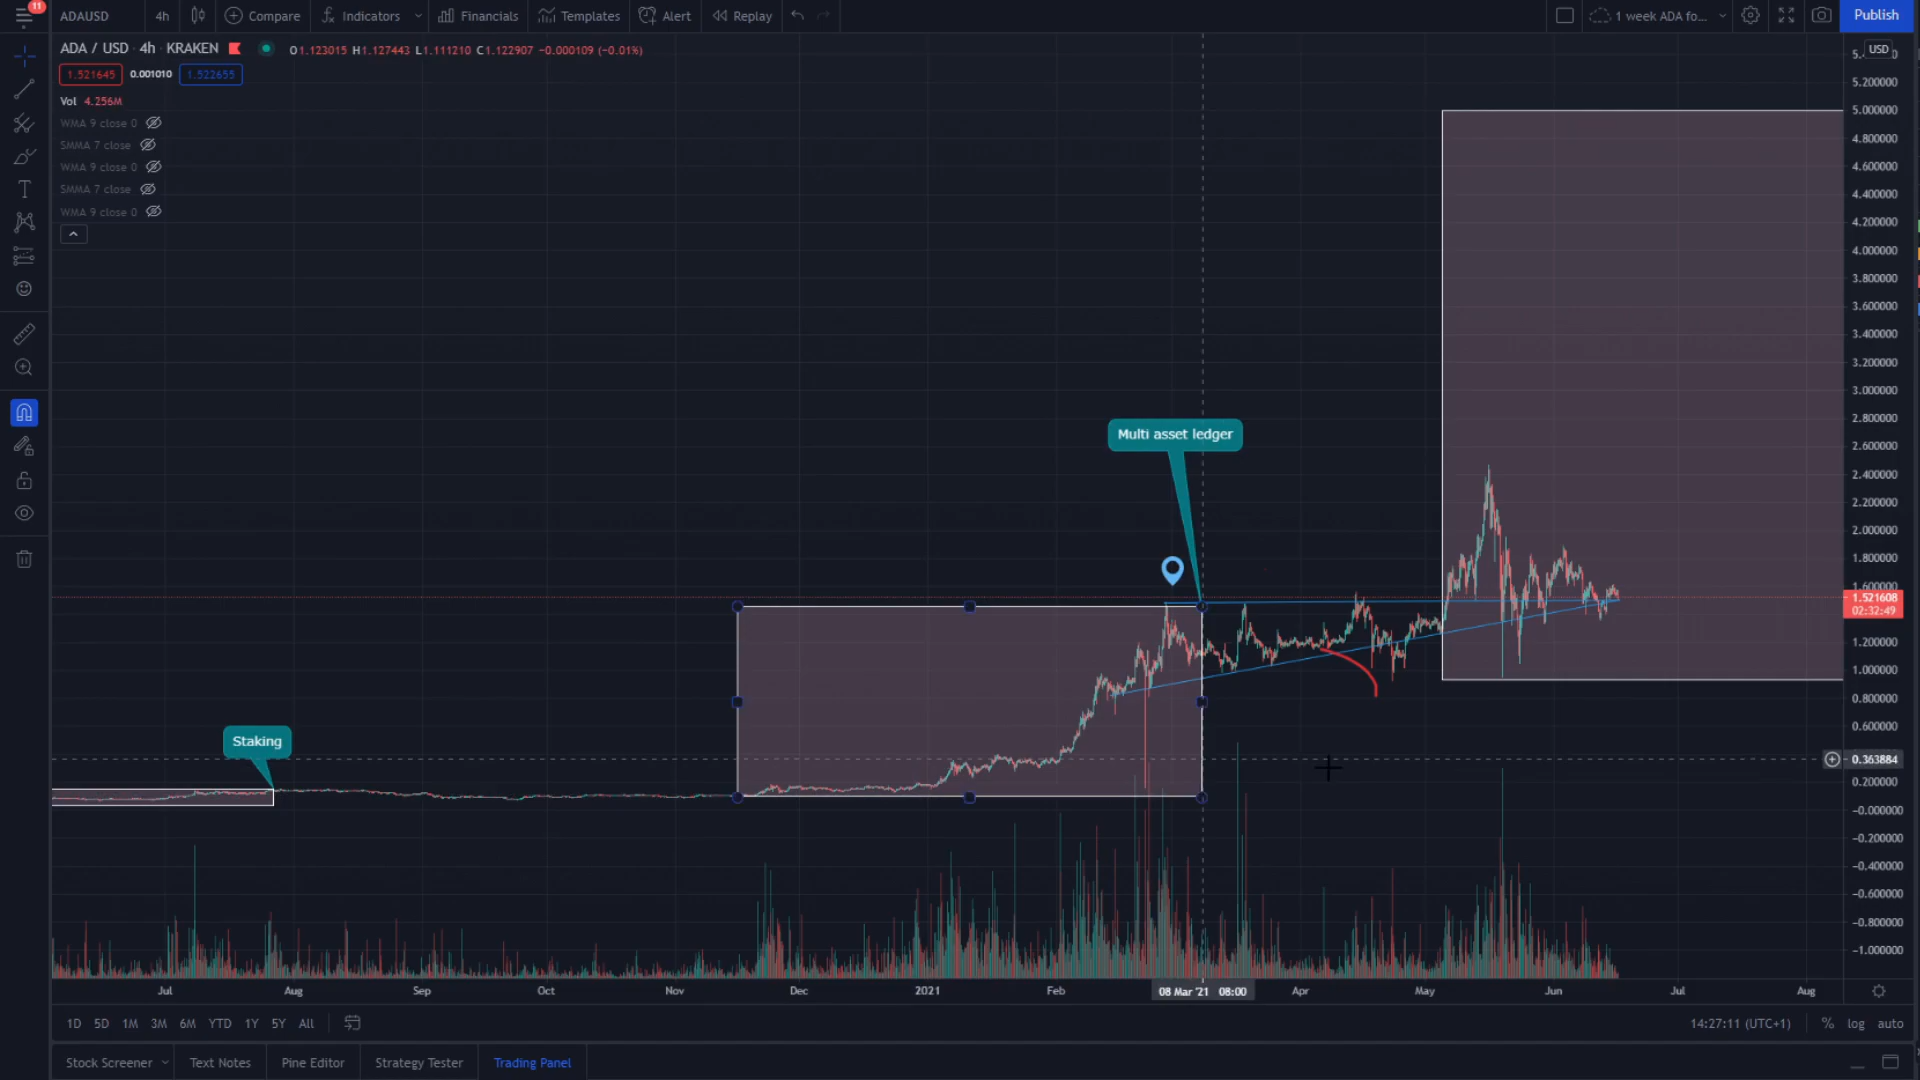 11
ADAUSD 4h Compare Indicators Financials Templates Alert Replay 1 week ADA fo... Publish
ADA / USD 4h KRAKEN O1.123015 H1.127443 L1.111210 C1.122907 −0.000109 (−0.01%)
USD
1.521645 0.001010 1.522655
Vol 4.256M
WMA 9 close 0
SMMA 7 close
WMA 9 close 0
SMMA 7 close
WMA 9 close 0
5.200000
5.000000
4.800000
4.600000
4.400000
4.200000
4.000000
3.800000
3.600000
3.400000
3.200000
3.000000
2.800000
2.600000
2.400000
2.200000
2.000000
1.800000
1.600000
1.521608
02:32:49
1.200000
1.000000
0.800000
0.600000
0.363884
0.200000
−0.000000
−0.200000
−0.400000
−0.600000
−0.800000
−1.000000
Multi asset ledger
Staking
Jul Aug Sep Oct Nov Dec 2021 Feb 08 Mar '21 08:00 Apr May Jun Jul Aug
1D 5D 1M 3M 6M YTD 1Y 5Y All 14:27:11 (UTC+1) % log auto
Stock Screener Text Notes Pine Editor Strategy Tester Trading Panel